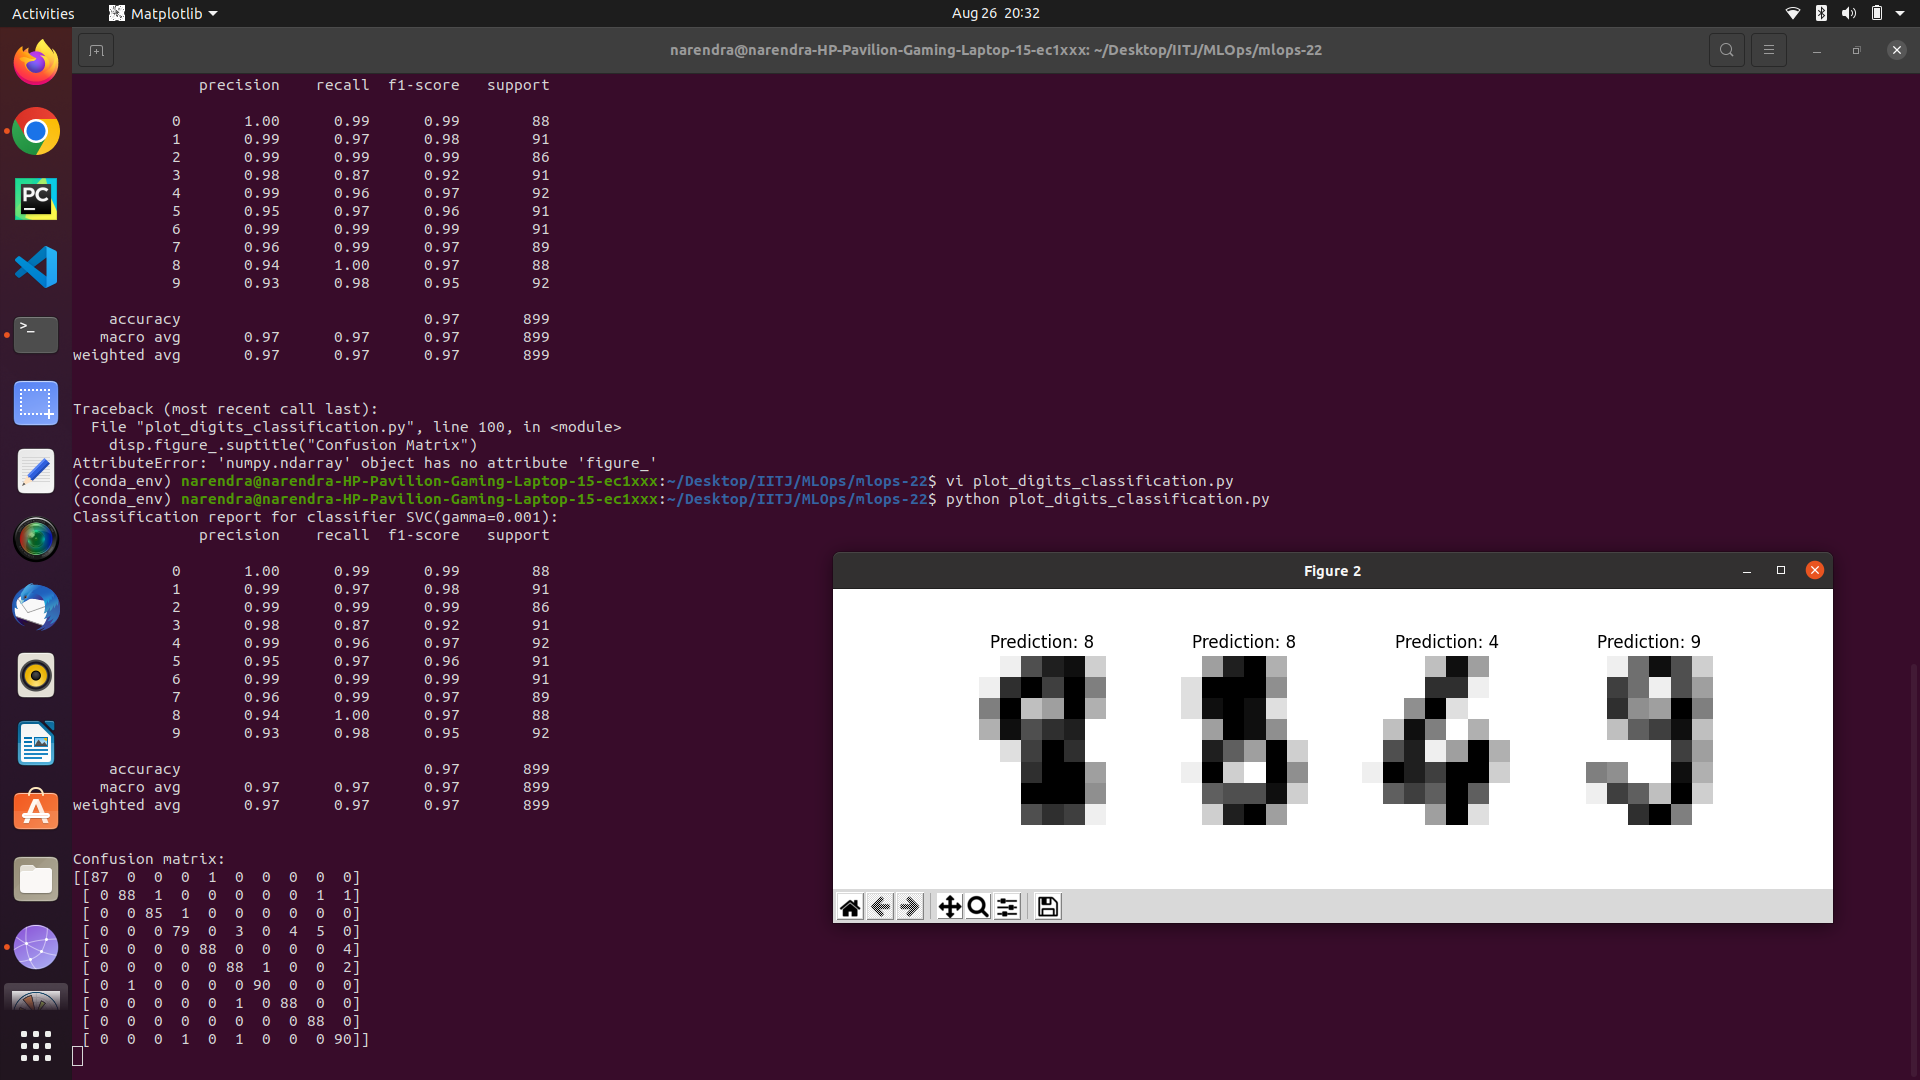 Activities Matplotlib Aug 26 20:32
narendra@narendra-HP-Pavilion-Gaming-Laptop-15-ec1xxx: ~/Desktop/IITJ/MLOps/mlops-22
precision recall f1-score support
0 1.00 0.99 0.99 88
1 0.99 0.97 0.98 91
2 0.99 0.99 0.99 86
3 0.98 0.87 0.92 91
4 0.99 0.96 0.97 92
5 0.95 0.97 0.96 91
6 0.99 0.99 0.99 91
7 0.96 0.99 0.97 89
8 0.94 1.00 0.97 88
9 0.93 0.98 0.95 92
accuracy 0.97 899
macro avg 0.97 0.97 0.97 899
weighted avg 0.97 0.97 0.97 899
Traceback (most recent call last):
File "plot_digits_classification.py", line 100, in <module>
disp.figure_.suptitle("Confusion Matrix")
AttributeError: 'numpy.ndarray' object has no attribute 'figure_'
(conda_env) narendra@narendra-HP-Pavilion-Gaming-Laptop-15-ec1xxx:~/Desktop/IITJ/MLOps/mlops-22$ vi plot_digits_classification.py
(conda_env) narendra@narendra-HP-Pavilion-Gaming-Laptop-15-ec1xxx:~/Desktop/IITJ/MLOps/mlops-22$ python plot_digits_classification.py
Classification report for classifier SVC(gamma=0.001):
precision recall f1-score support
0 1.00 0.99 0.99 88
1 0.99 0.97 0.98 91
2 0.99 0.99 0.99 86
3 0.98 0.87 0.92 91
4 0.99 0.96 0.97 92
5 0.95 0.97 0.96 91
6 0.99 0.99 0.99 91
7 0.96 0.99 0.97 89
8 0.94 1.00 0.97 88
9 0.93 0.98 0.95 92
accuracy 0.97 899
macro avg 0.97 0.97 0.97 899
weighted avg 0.97 0.97 0.97 899
Confusion matrix:
[[87 0 0 0 1 0 0 0 0 0]
[ 0 88 1 0 0 0 0 0 1 1]
[ 0 0 85 1 0 0 0 0 0 0]
[ 0 0 0 79 0 3 0 4 5 0]
[ 0 0 0 0 88 0 0 0 0 4]
[ 0 0 0 0 0 88 1 0 0 2]
[ 0 1 0 0 0 0 90 0 0 0]
[ 0 0 0 0 0 1 0 88 0 0]
[ 0 0 0 0 0 0 0 0 88 0]
[ 0 0 0 1 0 1 0 0 0 90]]
Figure 2
Prediction: 8 Prediction: 8 Prediction: 4 Prediction: 9
PC
>_